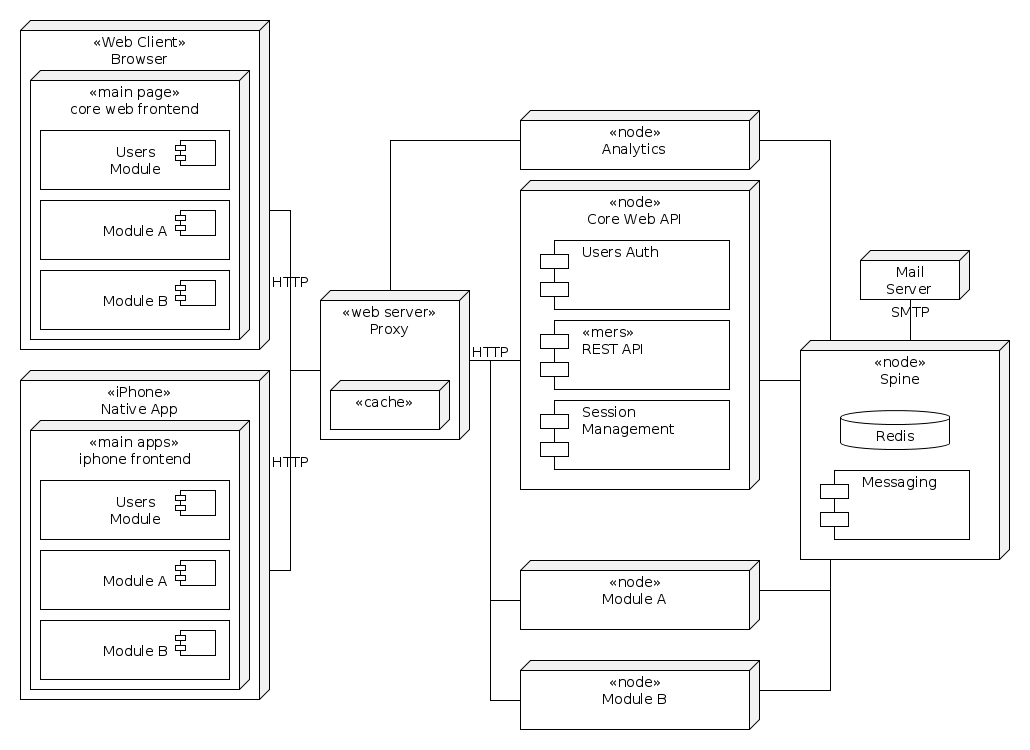 «Web Client»
Browser
«main page»
core web frontend
Users
Module
Module A
Module B
HTTP
«iPhone»
Native App
«main apps»
iphone frontend
Users
Module
Module A
Module B
HTTP
«web server»
Proxy
«cache»
HTTP
«node»
Analytics
«node»
Core Web API
Users Auth
«mers»
REST API
Session
Management
«node»
Module A
«node»
Module B
Mail
Server
SMTP
«node»
Spine
Redis
Messaging